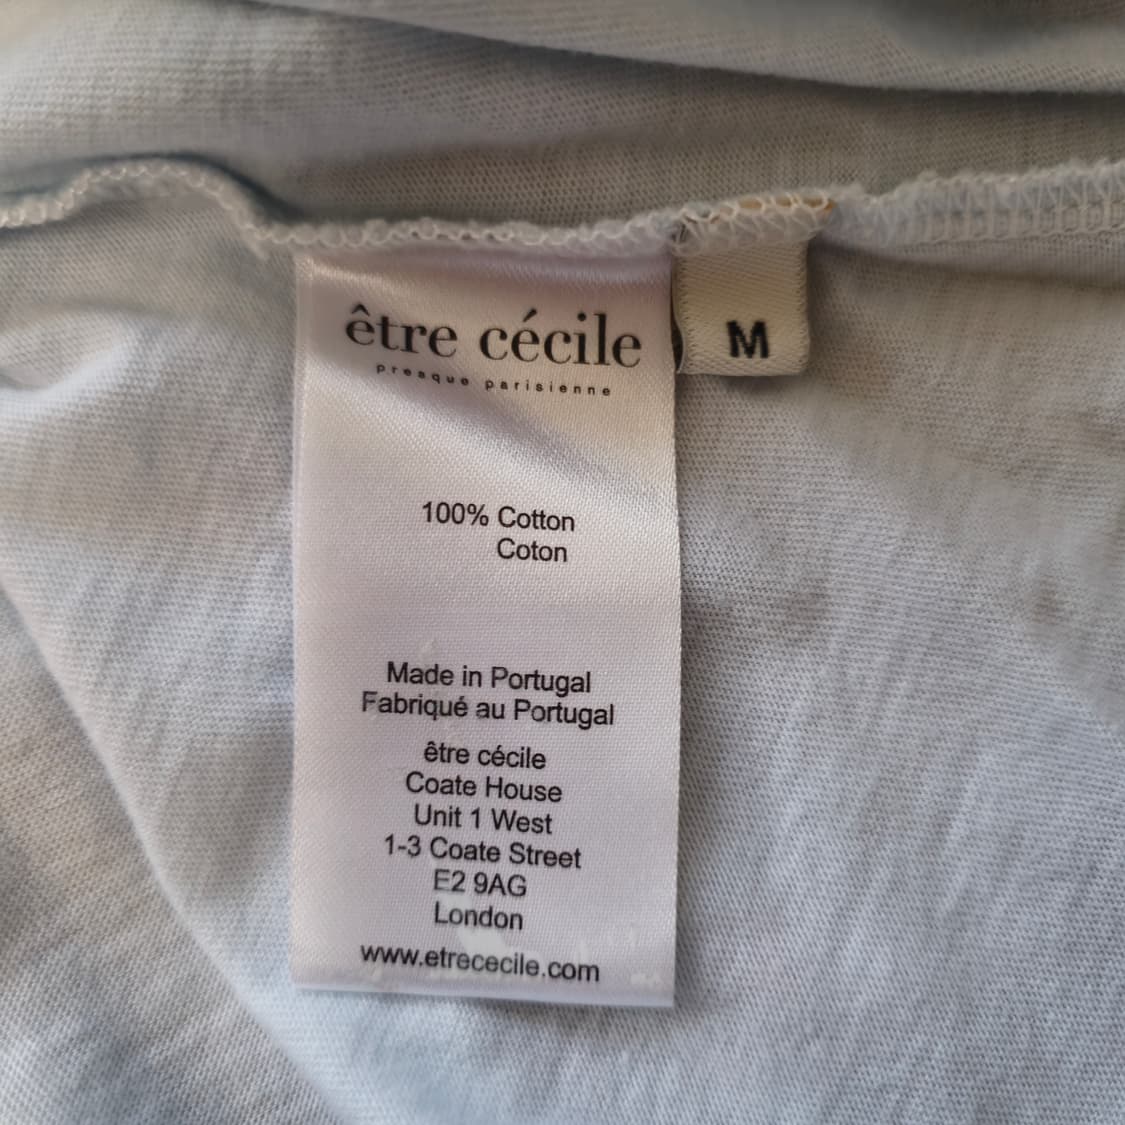 être cécile
presque parisienne
M
100% Cotton
Coton
Made in Portugal
Fabriqué au Portugal
être cécile
Coate House
Unit 1 West
1-3 Coate Street
E2 9AG
London
www.etrececile.com